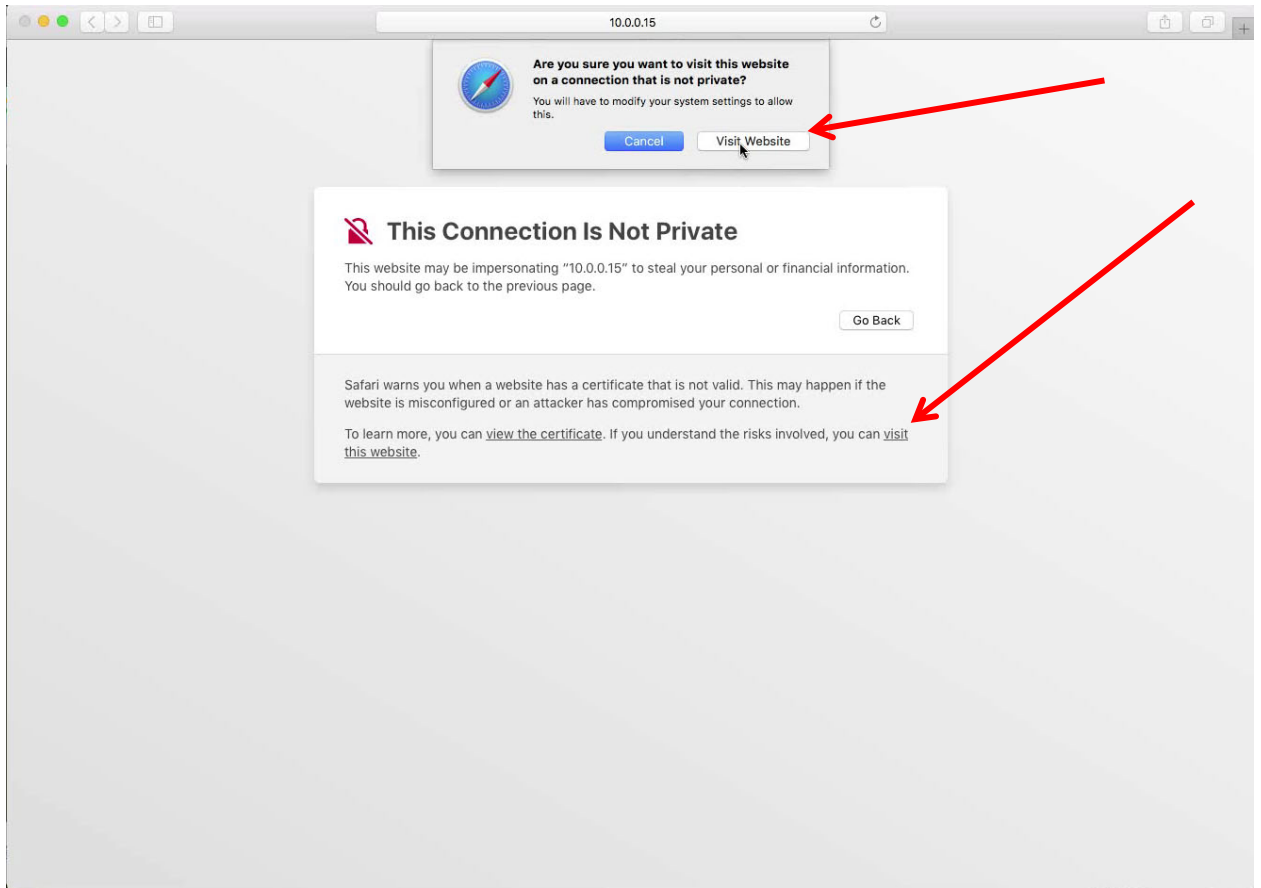 10.0.0.15
Are you sure you want to visit this website
on a connection that is not private?
You will have to modify your system settings to allow
this.
Cancel
Visit Website
This Connection Is Not Private
This website may be impersonating "10.0.0.15" to steal your personal or financial information.
You should go back to the previous page.
Go Back
Safari warns you when a website has a certificate that is not valid. This may happen if the
website is misconfigured or an attacker has compromised your connection.
To learn more, you can view the certificate. If you understand the risks involved, you can visit
this website.